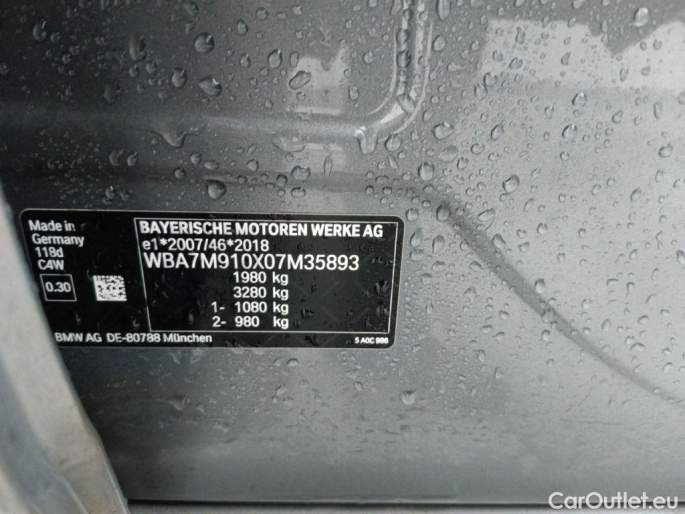 Made in
Germany
118d
C4W
0.30
BAYERISCHE MOTOREN WERKE AG
e1*2007/46*2018
WBA7M910X07M35893
1980 kg
3280 kg
1- 1080 kg
2- 980 kg
BMW AG DE-80788 München
5 A0C 986
CarOutlet.eu